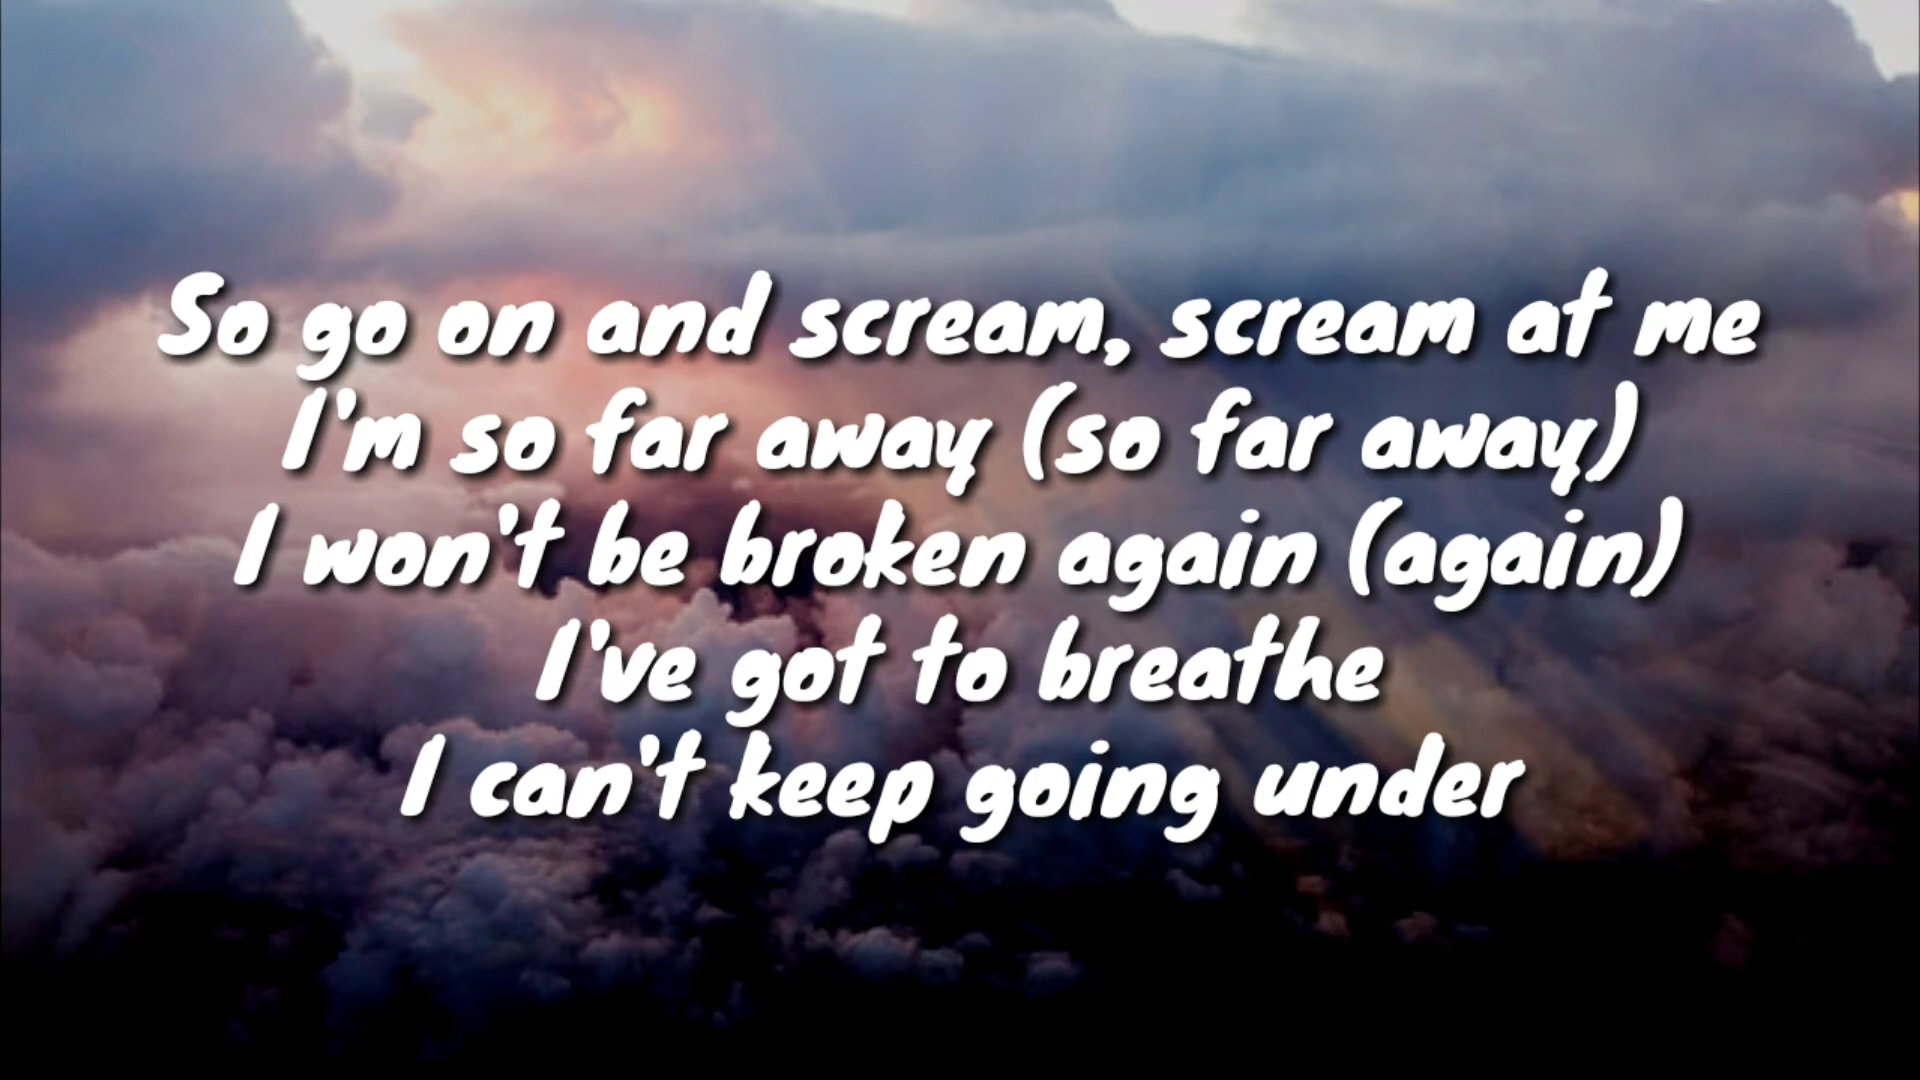 So go on and scream, scream at me
I'm so far away (so far away)
I won't be broken again (again)
I've got to breathe
I can't keep going under